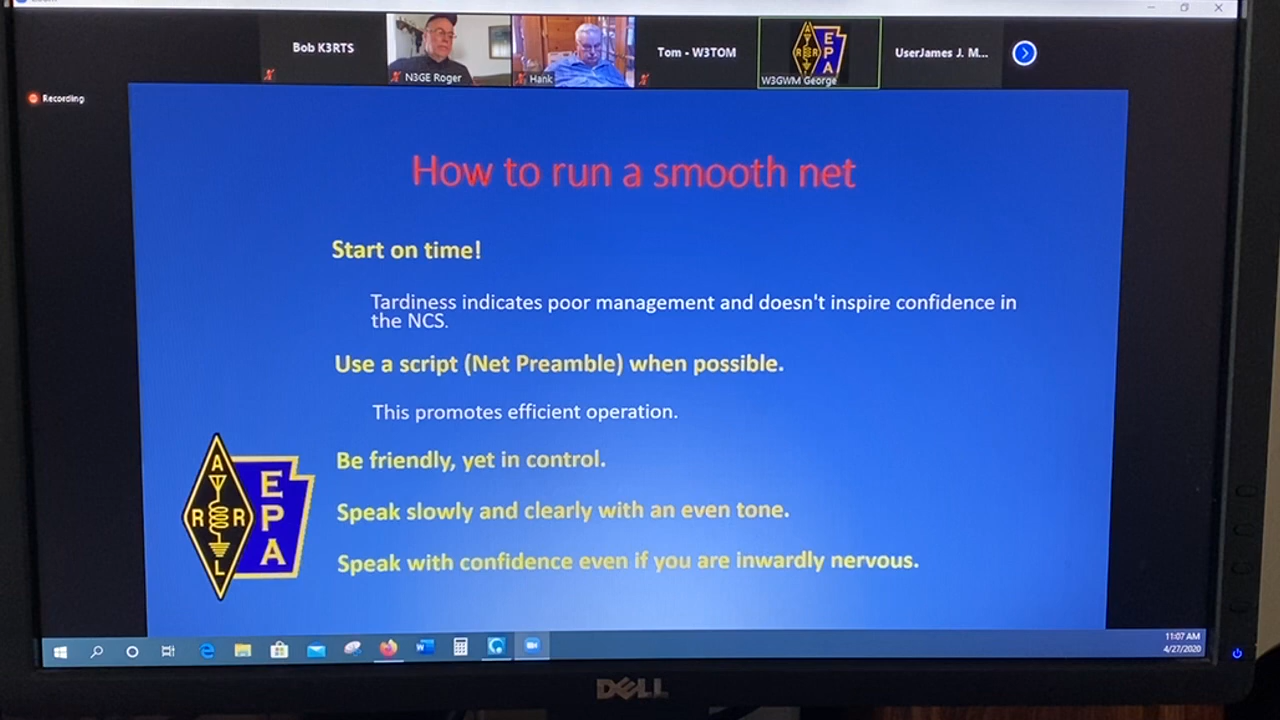 Bob K3RTS
N3GE Roger
Hank
Tom - W3TOM
A
R R
L
E
P
A
W3GWM George
UserJames J. M...
Recording
How to run a smooth net
Start on time!
Tardiness indicates poor management and doesn't inspire confidence in
the NCS.
Use a script (Net Preamble) when possible.
This promotes efficient operation.
Be friendly, yet in control.
Speak slowly and clearly with an even tone.
Speak with confidence even if you are inwardly nervous.
A
R R
L
E
P
A
11:07 AM
4/27/2020
DELL